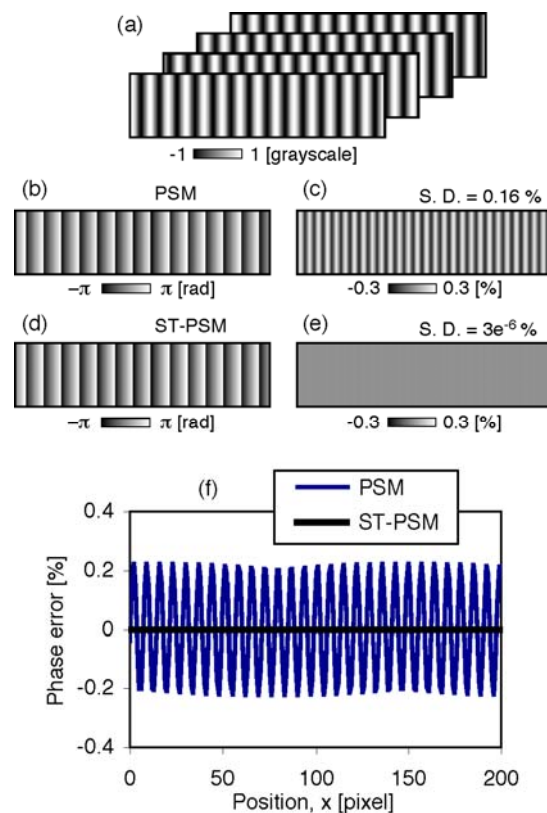 (a)
-1 1 [grayscale]
(b) PSM
(c) S. D. = 0.16 %
−π π [rad]
-0.3 0.3 [%]
(d) ST-PSM
(e) S. D. = 3e⁻⁶ %
−π π [rad]
-0.3 0.3 [%]
(f)
PSM
ST-PSM
0.4
0.2
0
-0.2
-0.4
Phase error [%]
0 50 100 150 200
Position, x [pixel]